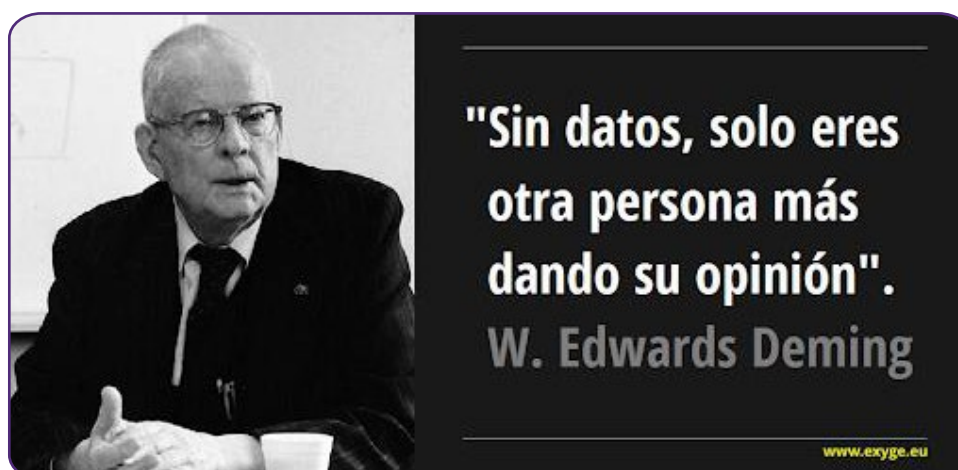 "Sin datos, solo eres
otra persona más
dando su opinión".
W. Edwards Deming
www.exyge.eu